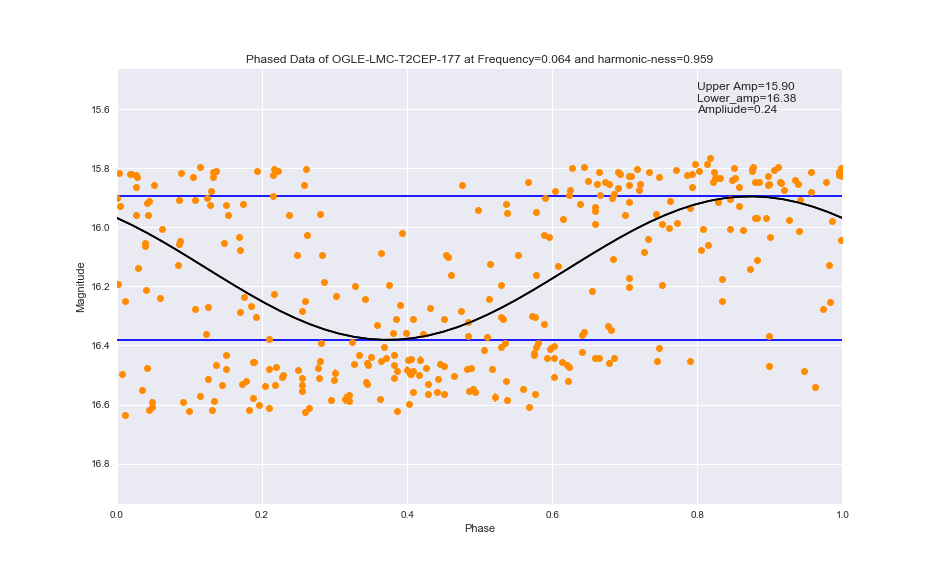 Phased Data of OGLE-LMC-T2CEP-177 at Frequency=0.064 and harmonic-ness=0.959
Upper Amp=15.90
Lower_amp=16.38
Ampliude=0.24
15.6
15.8
16.0
16.2
16.4
16.6
16.8
Magnitude
0.0
0.2
0.4
0.6
0.8
1.0
Phase